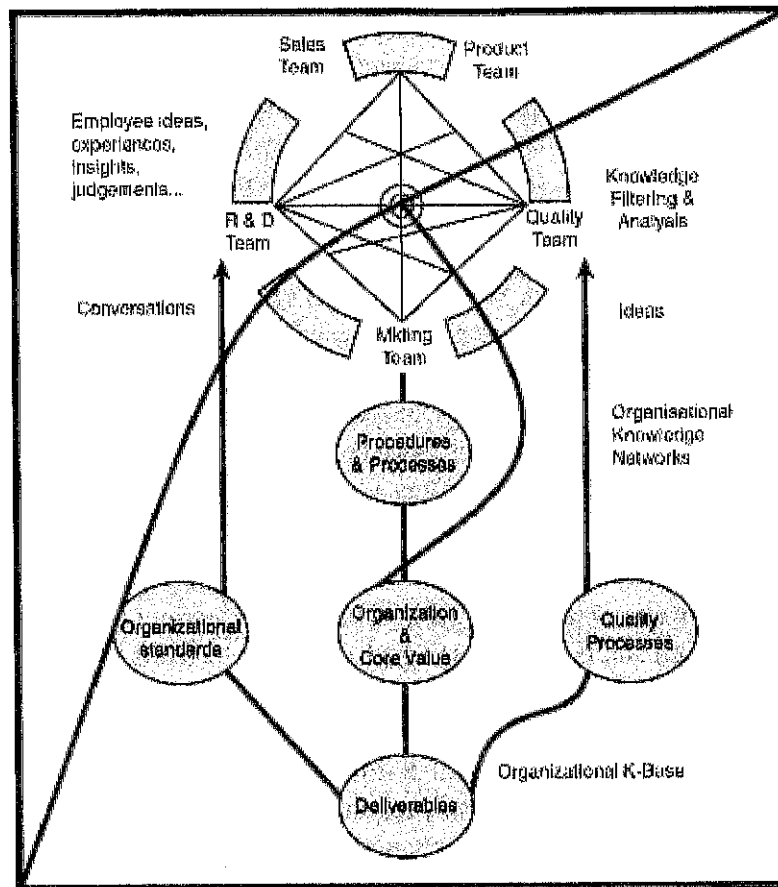 Sales
Team
Product
Team
Employee ideas,
experiances,
insights,
judgements...
R & D
Team
Quality
Team
Knowledge
Filtering &
Analysis
Conversations
Mkting
Team
Ideas
Procedures
& Processes
Organisational
Knowledge
Networks
Organizational
standards
Organization
&
Core Value
Quality
Processes
Organizational K-Base
Deliverables